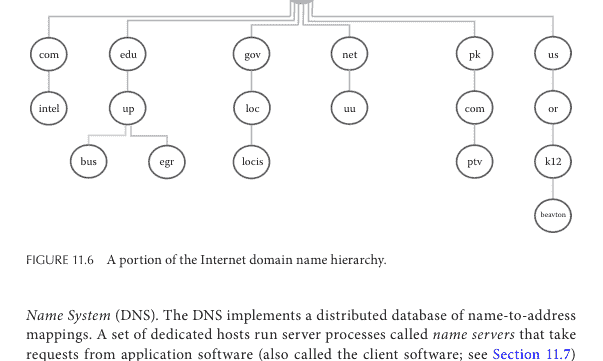 com edu gov net pk us
intel up loc uu com or
bus egr locis ptv k12
beavton
FIGURE 11.6 A portion of the Internet domain name hierarchy.
Name System (DNS). The DNS implements a distributed database of name-to-address
mappings. A set of dedicated hosts run server processes called name servers that take
requests from application software (also called the client software; see Section 11.7)